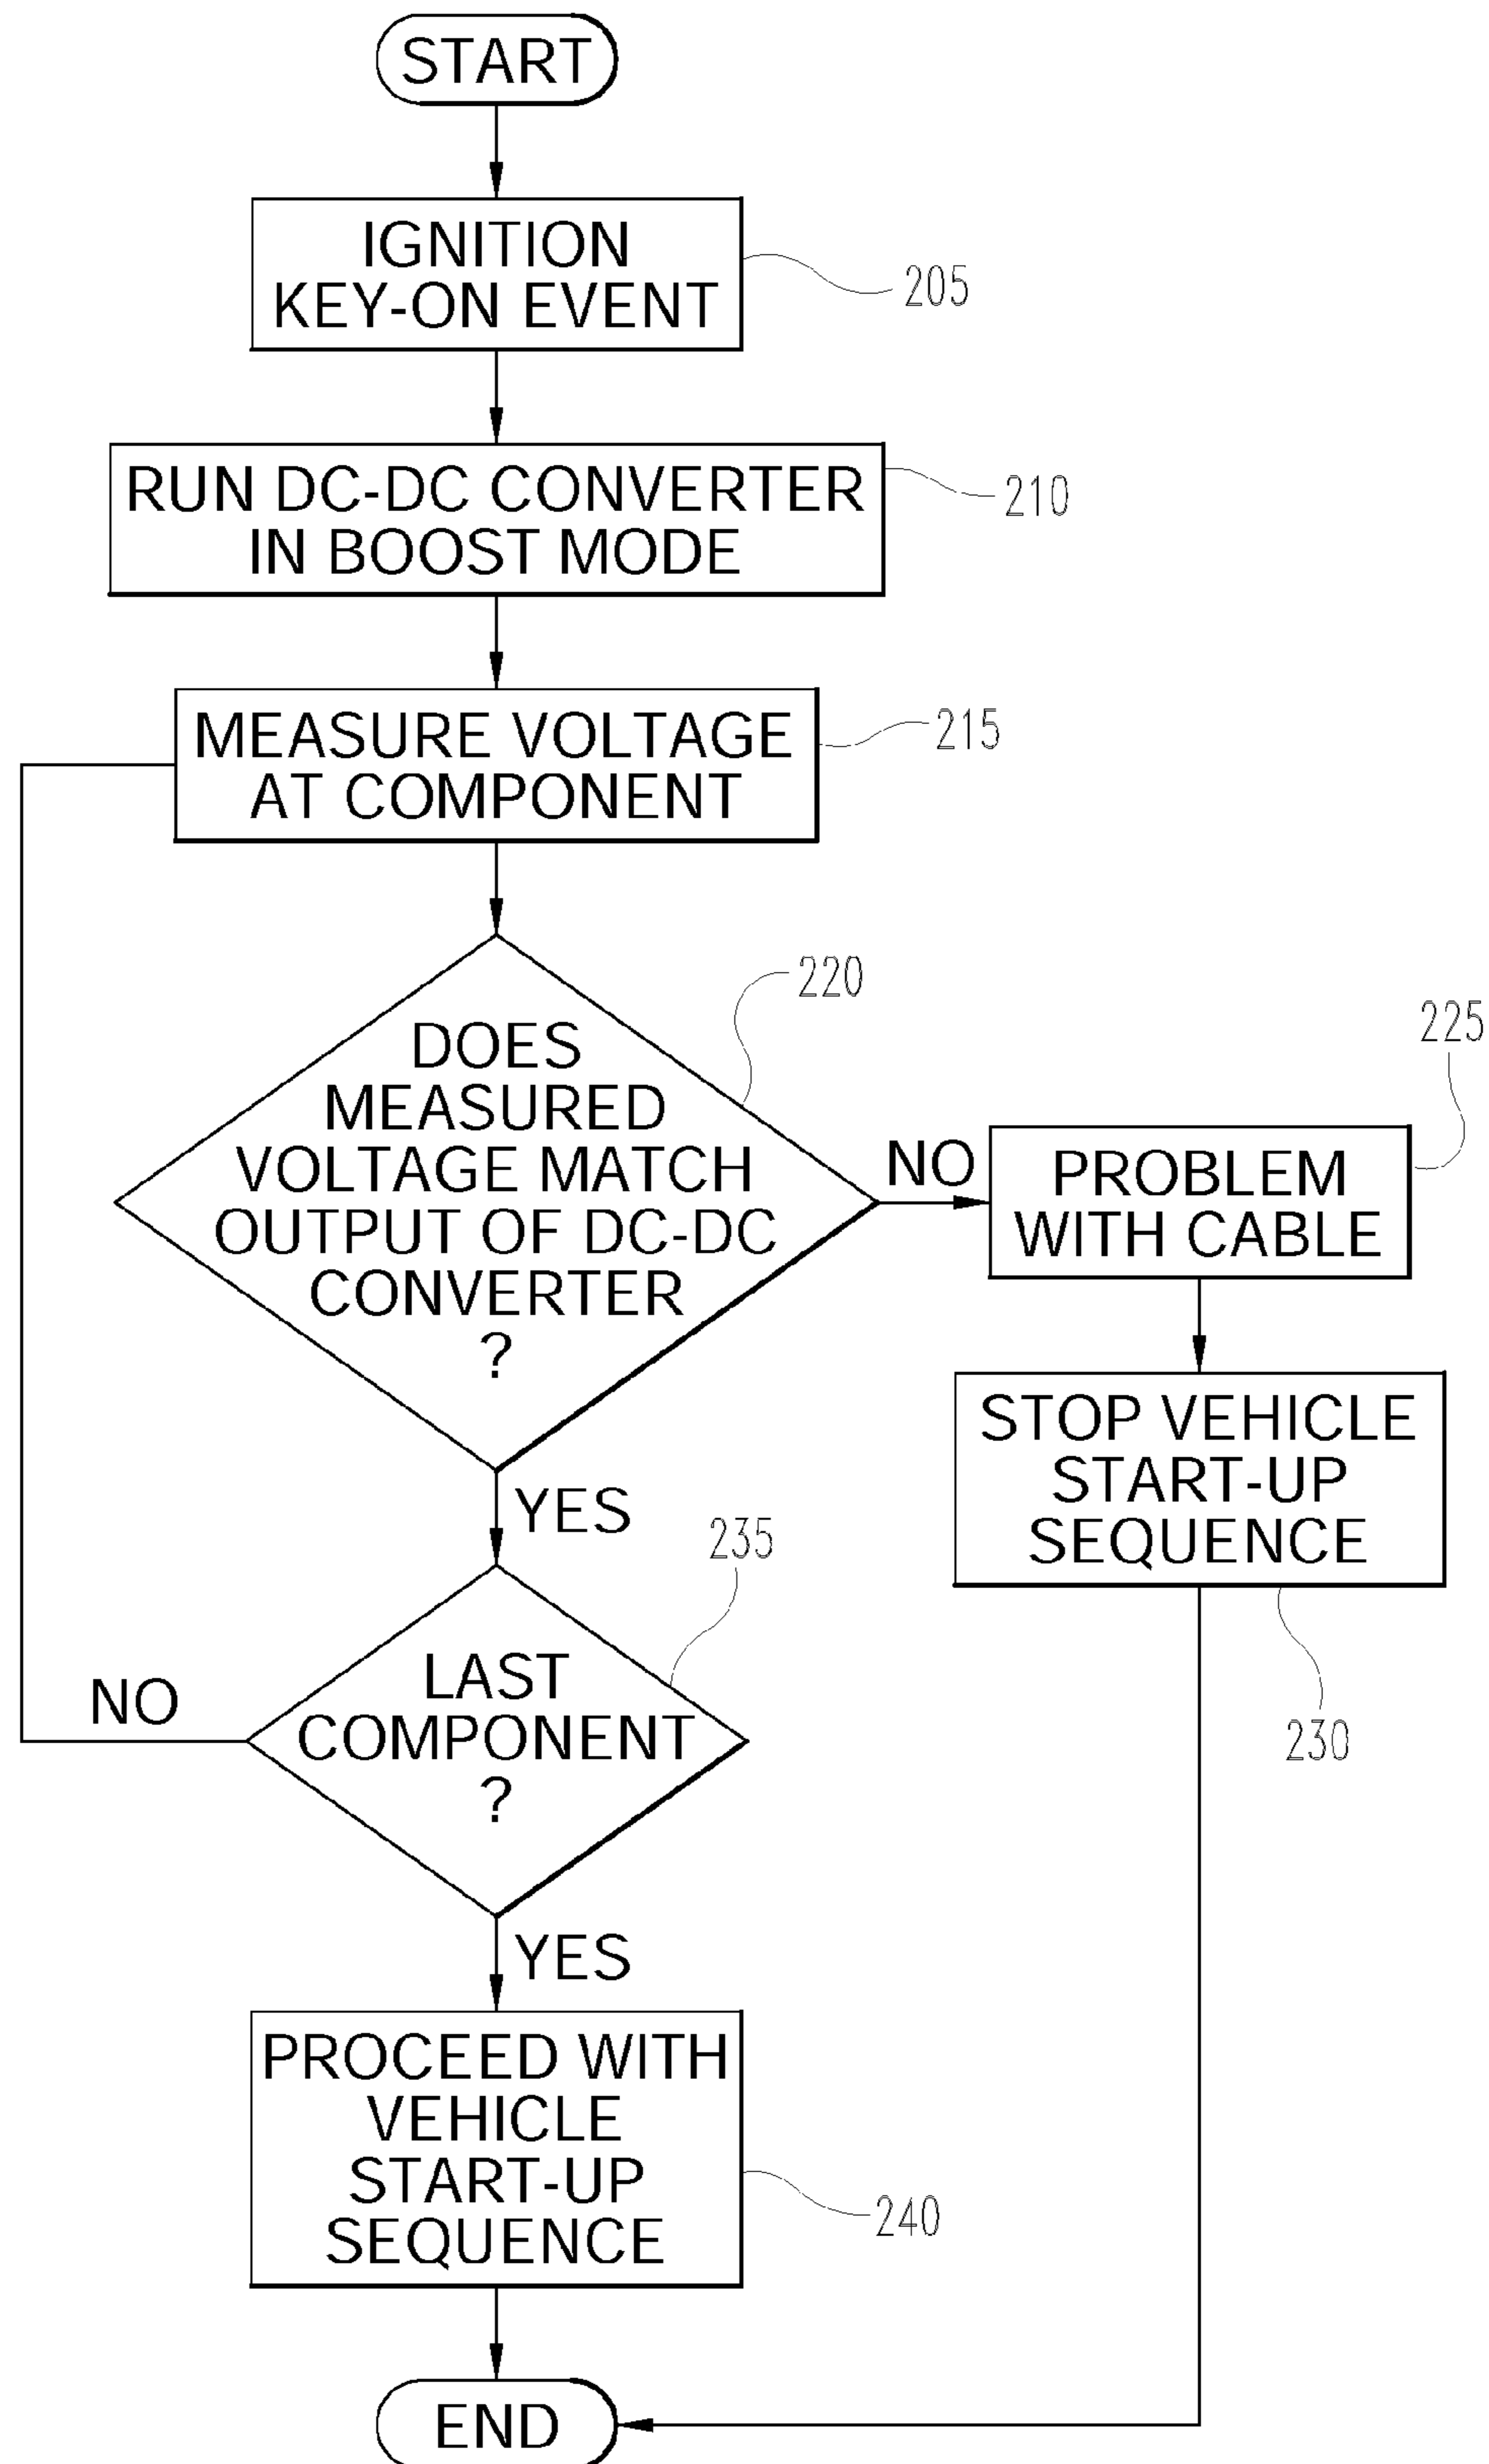 START
IGNITION
KEY-ON EVENT
205
RUN DC-DC CONVERTER
IN BOOST MODE
210
MEASURE VOLTAGE
AT COMPONENT
215
DOES
MEASURED
VOLTAGE MATCH
OUTPUT OF DC-DC
CONVERTER
?
220
NO
PROBLEM
WITH CABLE
225
STOP VEHICLE
START-UP
SEQUENCE
230
YES
LAST
COMPONENT
?
235
NO
YES
PROCEED WITH
VEHICLE
START-UP
SEQUENCE
240
END